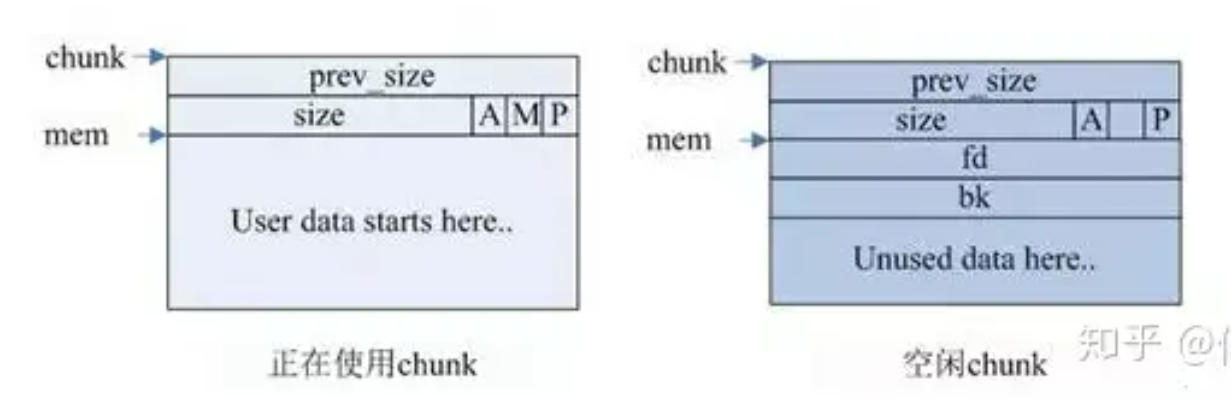 chunk
prev_size
size A M P
mem
User data starts here..
正在使用chunk
chunk
prev_size
size A P
mem
fd
bk
Unused data here..
空闲chunk
知乎 @